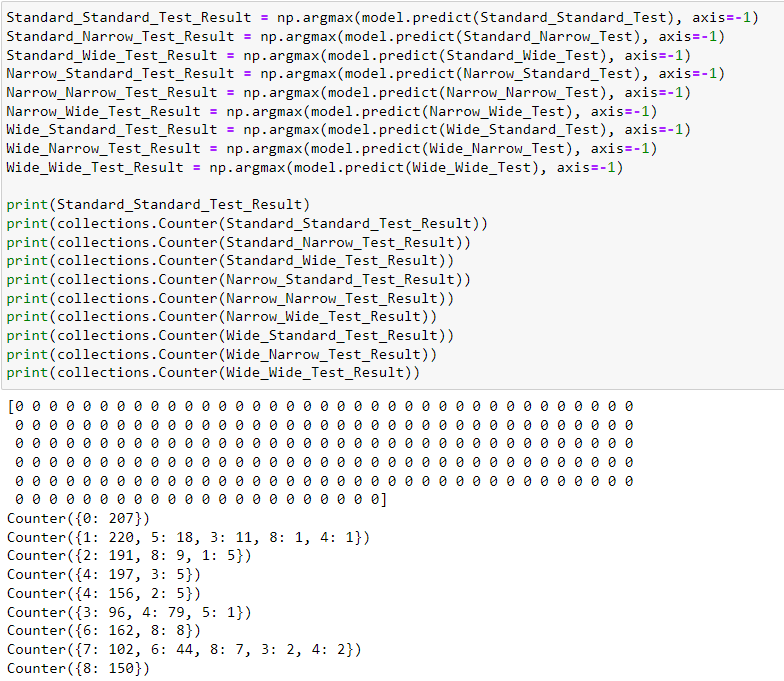 Standard_Standard_Test_Result = np.argmax(model.predict(Standard_Standard_Test), axis=-1)
Standard_Narrow_Test_Result = np.argmax(model.predict(Standard_Narrow_Test), axis=-1)
Standard_Wide_Test_Result = np.argmax(model.predict(Standard_Wide_Test), axis=-1)
Narrow_Standard_Test_Result = np.argmax(model.predict(Narrow_Standard_Test), axis=-1)
Narrow_Narrow_Test_Result = np.argmax(model.predict(Narrow_Narrow_Test), axis=-1)
Narrow_Wide_Test_Result = np.argmax(model.predict(Narrow_Wide_Test), axis=-1)
Wide_Standard_Test_Result = np.argmax(model.predict(Wide_Standard_Test), axis=-1)
Wide_Narrow_Test_Result = np.argmax(model.predict(Wide_Narrow_Test), axis=-1)
Wide_Wide_Test_Result = np.argmax(model.predict(Wide_Wide_Test), axis=-1)

print(Standard_Standard_Test_Result)
print(collections.Counter(Standard_Standard_Test_Result))
print(collections.Counter(Standard_Narrow_Test_Result))
print(collections.Counter(Standard_Wide_Test_Result))
print(collections.Counter(Narrow_Standard_Test_Result))
print(collections.Counter(Narrow_Narrow_Test_Result))
print(collections.Counter(Narrow_Wide_Test_Result))
print(collections.Counter(Wide_Standard_Test_Result))
print(collections.Counter(Wide_Narrow_Test_Result))
print(collections.Counter(Wide_Wide_Test_Result))
[0 0 0 0 0 0 0 0 0 0 0 0 0 0 0 0 0 0 0 0 0 0 0 0 0 0 0 0 0 0 0 0 0 0 0 0 0
 0 0 0 0 0 0 0 0 0 0 0 0 0 0 0 0 0 0 0 0 0 0 0 0 0 0 0 0 0 0 0 0 0 0 0 0 0
 0 0 0 0 0 0 0 0 0 0 0 0 0 0 0 0 0 0 0 0 0 0 0 0 0 0 0 0 0 0 0 0 0 0 0 0 0
 0 0 0 0 0 0 0 0 0 0 0 0 0 0 0 0 0 0 0 0 0 0 0 0 0 0 0 0 0 0 0 0 0 0 0 0 0
 0 0 0 0 0 0 0 0 0 0 0 0 0 0 0 0 0 0 0 0 0 0 0 0 0 0 0 0 0 0 0 0 0 0 0 0 0
 0 0 0 0 0 0 0 0 0 0 0 0 0 0 0 0 0 0 0 0 0 0]
Counter({0: 207})
Counter({1: 220, 5: 18, 3: 11, 8: 1, 4: 1})
Counter({2: 191, 8: 9, 1: 5})
Counter({4: 197, 3: 5})
Counter({4: 156, 2: 5})
Counter({3: 96, 4: 79, 5: 1})
Counter({6: 162, 8: 8})
Counter({7: 102, 6: 44, 8: 7, 3: 2, 4: 2})
Counter({8: 150})